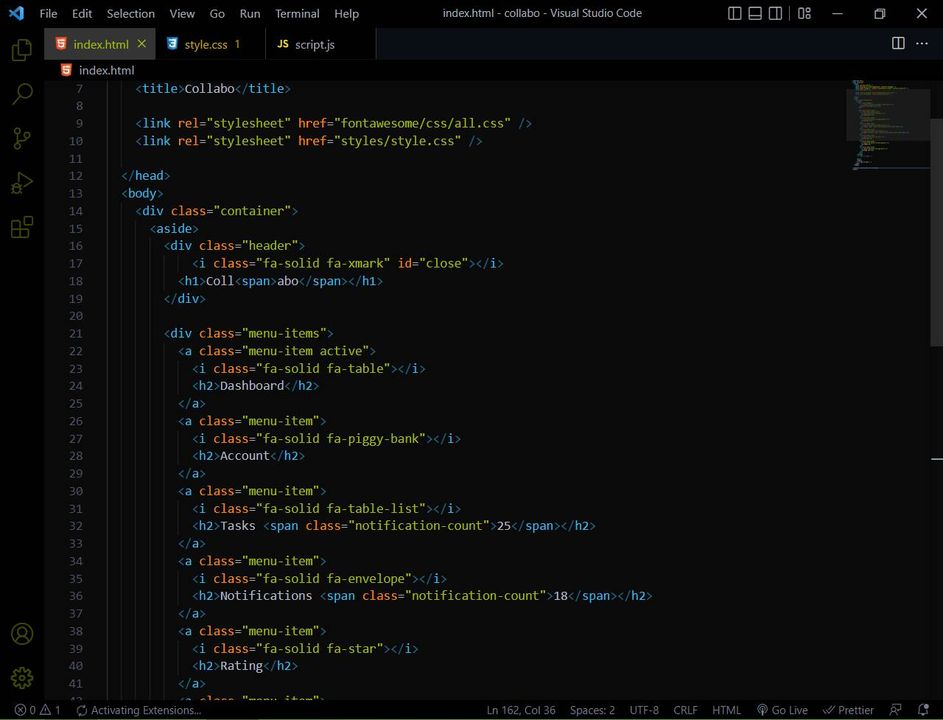 File Edit Selection View Go Run Terminal Help index.html - collabo - Visual Studio Code
index.html style.css 1 JS script.js
index.html
7 <title>Collabo</title>
8
9 <link rel="stylesheet" href="fontawesome/css/all.css" />
10 <link rel="stylesheet" href="styles/style.css" />
11
12 </head>
13 <body>
14 <div class="container">
15 <aside>
16 <div class="header">
17 <i class="fa-solid fa-xmark" id="close"></i>
18 <h1>Coll<span>abo</span></h1>
19 </div>
20
21 <div class="menu-items">
22 <a class="menu-item active">
23 <i class="fa-solid fa-table"></i>
24 <h2>Dashboard</h2>
25 </a>
26 <a class="menu-item">
27 <i class="fa-solid fa-piggy-bank"></i>
28 <h2>Account</h2>
29 </a>
30 <a class="menu-item">
31 <i class="fa-solid fa-table-list"></i>
32 <h2>Tasks <span class="notification-count">25</span></h2>
33 </a>
34 <a class="menu-item">
35 <i class="fa-solid fa-envelope"></i>
36 <h2>Notifications <span class="notification-count">18</span></h2>
37 </a>
38 <a class="menu-item">
39 <i class="fa-solid fa-star"></i>
40 <h2>Rating</h2>
41 </a>
0 1 Activating Extensions... Ln 162, Col 36 Spaces: 2 UTF-8 CRLF HTML Go Live Prettier